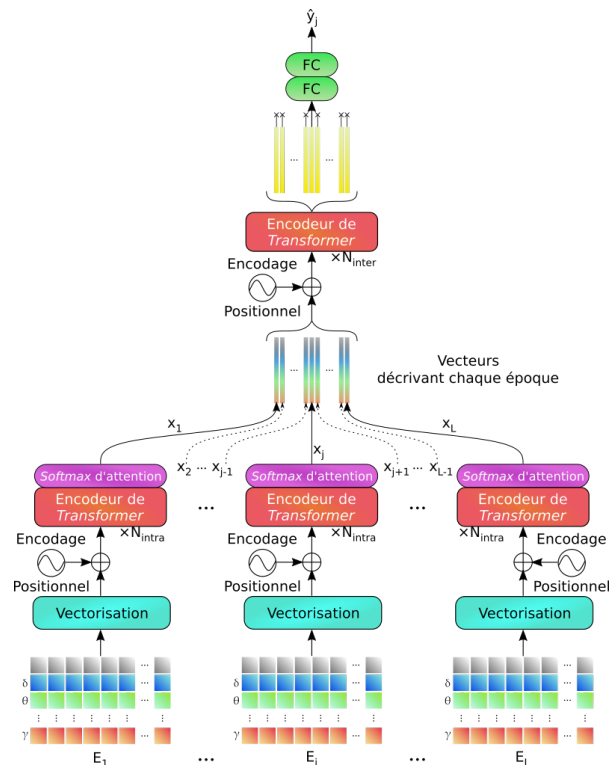 ŷj
FC
FC
... ...
Encodeur de
Transformer
×Ninter
Encodage
Positionnel
... ...
Vecteurs
décrivant chaque époque
x1 x2 ... xj-1 xj xj+1 ... xL-1 xL
Softmax d'attention Softmax d'attention Softmax d'attention
Encodeur de ... Encodeur de ... Encodeur de
Transformer Transformer Transformer
×Nintra ×Nintra ×Nintra
Encodage Encodage Encodage
Positionnel Positionnel Positionnel
Vectorisation Vectorisation Vectorisation
... ... ...
δ ... δ ... δ ...
θ ... θ ... θ ...
⋮ ⋮ ⋮ ⋮ ⋮ ⋮
γ ... γ ... γ ...
E1 ... Ej ... EL